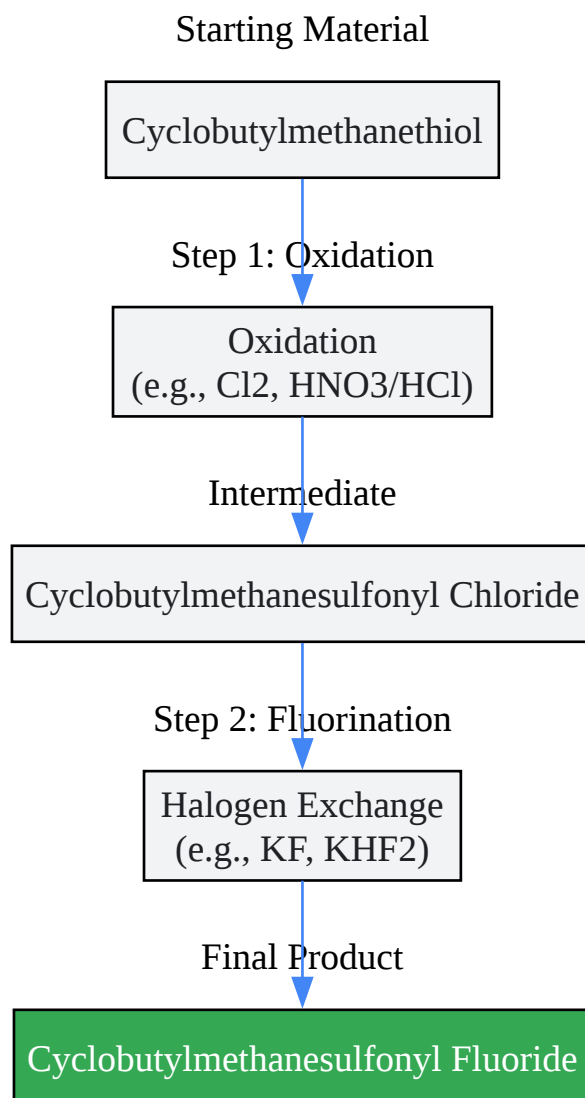 Starting Material
Cyclobutylmethanethiol
Step 1: Oxidation
Oxidation
(e.g., Cl2, HNO3/HCl)
Intermediate
Cyclobutylmethanesulfonyl Chloride
Step 2: Fluorination
Halogen Exchange
(e.g., KF, KHF2)
Final Product
Cyclobutylmethanesulfonyl Fluoride